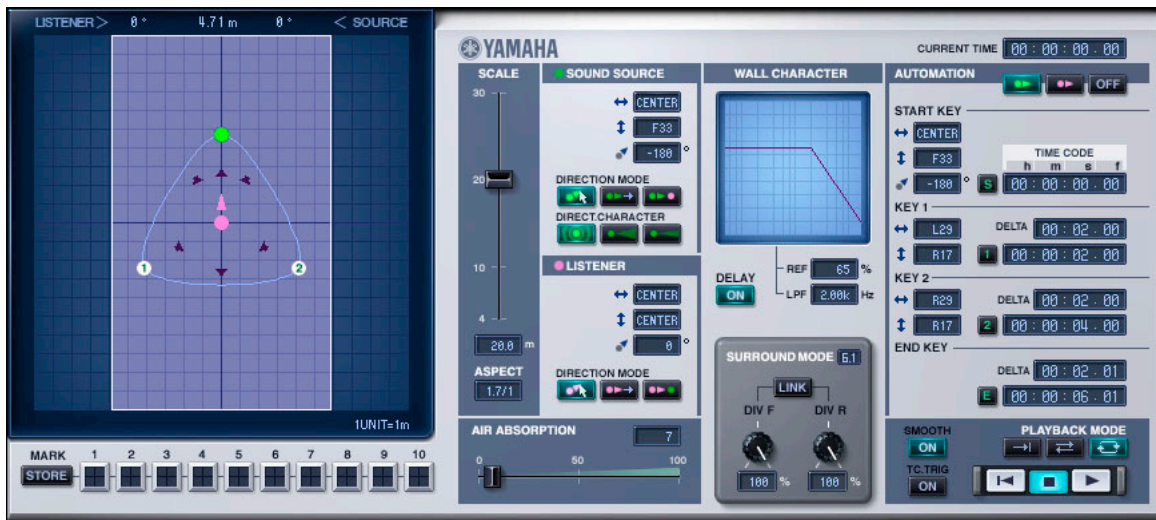 LISTENER > 0° 4.71 m 0° < SOURCE
1
2
1UNIT=1m
MARK 1 2 3 4 5 6 7 8 9 10
STORE
YAMAHA
CURRENT TIME 00 : 00 : 00 . 00
SCALE
30
20
10
4
20.0 m
ASPECT
1.7/1
SOUND SOURCE
CENTER
F33
-180 °
DIRECTION MODE
DIRECT.CHARACTER
LISTENER
CENTER
CENTER
0 °
DIRECTION MODE
AIR ABSORPTION 7
0 50 100
WALL CHARACTER
DELAY
ON
REF 65 %
LPF 2.00k Hz
SURROUND MODE 5.1
LINK
DIV F DIV R
100 % 100 %
AUTOMATION
OFF
START KEY
CENTER
F33
-180 °
TIME CODE
h m s f
S 00 : 00 : 00 . 00
KEY 1
L29
R17
DELTA 00 : 02 . 00
1 00 : 00 : 02 . 00
KEY 2
R29
R17
DELTA 00 : 02 . 00
2 00 : 00 : 04 . 00
END KEY
DELTA 00 : 02 . 01
E 00 : 00 : 06 . 01
SMOOTH
ON
TC.TRIG
ON
PLAYBACK MODE